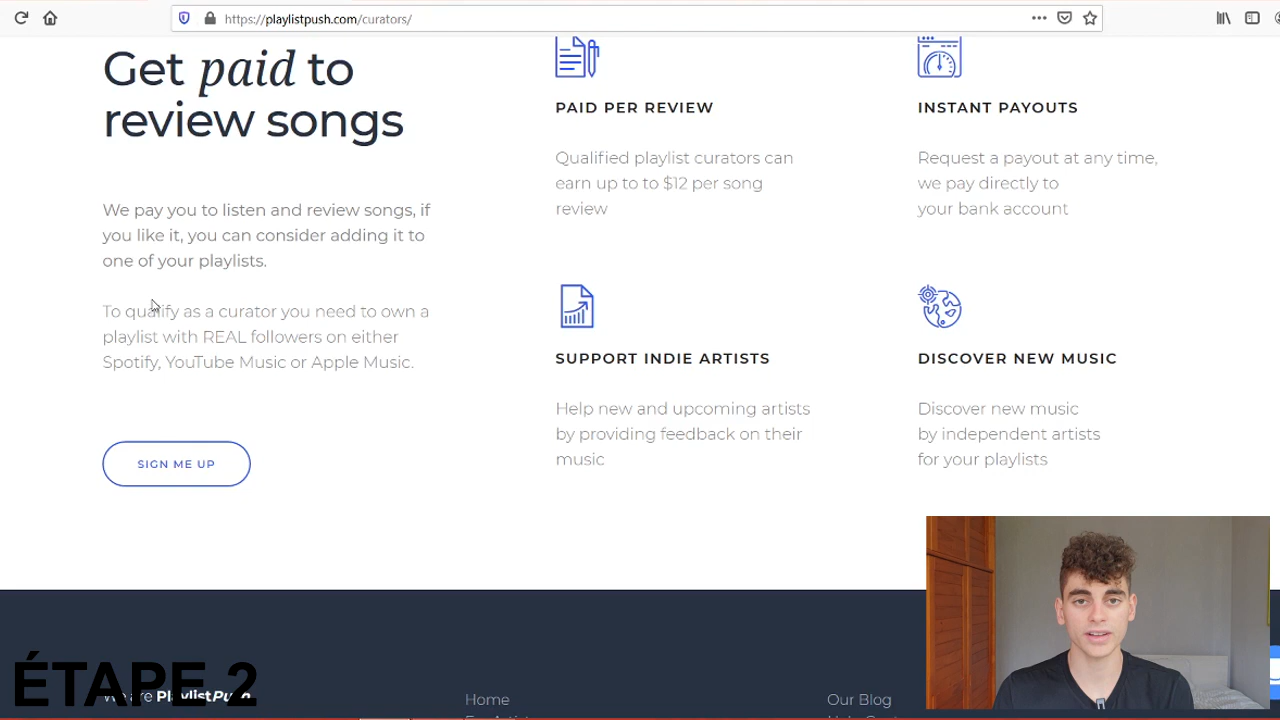 https://playlistpush.com/curators/
Get paid to
review songs
We pay you to listen and review songs, if
you like it, you can consider adding it to
one of your playlists.
To qualify as a curator you need to own a
playlist with REAL followers on either
Spotify, YouTube Music or Apple Music.
SIGN ME UP
PAID PER REVIEW
Qualified playlist curators can
earn up to to $12 per song
review
INSTANT PAYOUTS
Request a payout at any time,
we pay directly to
your bank account
SUPPORT INDIE ARTISTS
Help new and upcoming artists
by providing feedback on their
music
DISCOVER NEW MUSIC
Discover new music
by independent artists
for your playlists
ÉTAPE 2
We are PlaylistPush
Home
Our Blog